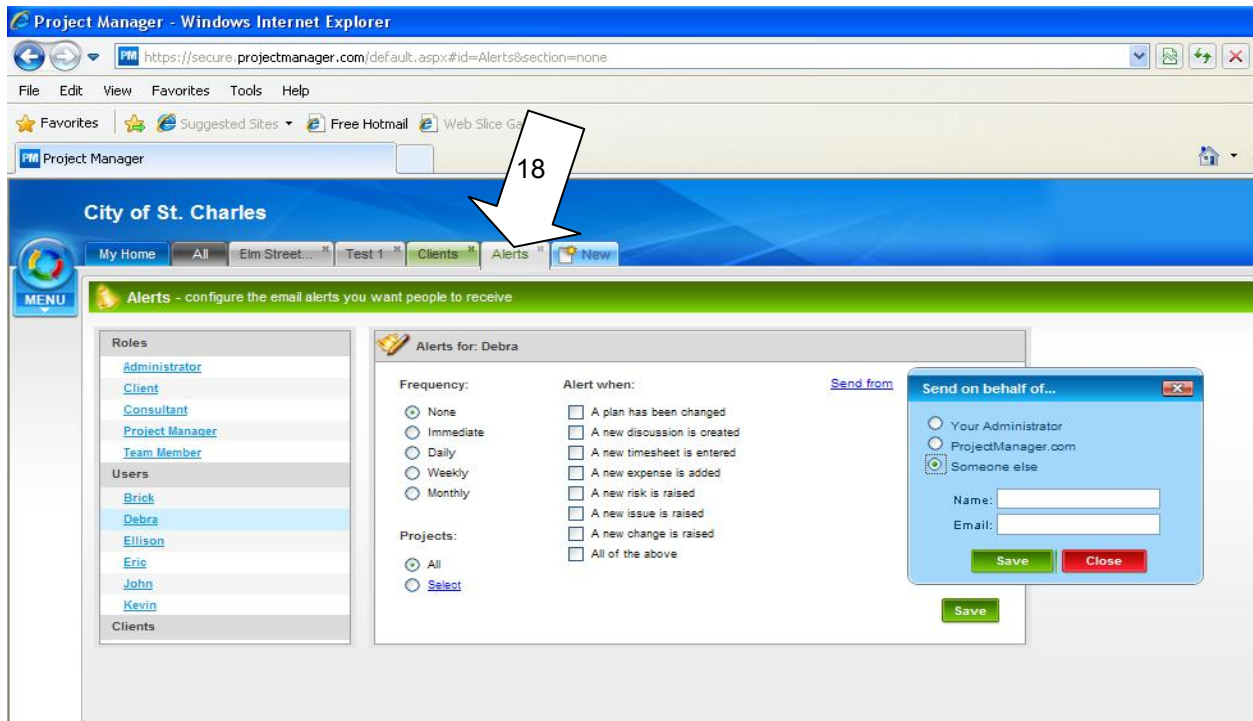 Project Manager - Windows Internet Explorer
PM https://secure.projectmanager.com/default.aspx#id=Alerts&section=none
File Edit View Favorites Tools Help
Favorites Suggested Sites Free Hotmail Web Slice
PM Project Manager
18
City of St. Charles
My Home All Elm Street... Test 1 Clients Alerts New
MENU
Alerts - configure the email alerts you want people to receive
Roles
Administrator
Client
Consultant
Project Manager
Team Member
Users
Brick
Debra
Ellison
Eric
John
Kevin
Clients
Alerts for: Debra
Frequency:
None
Immediate
Daily
Weekly
Monthly
Projects:
All
Select
Alert when:
A plan has been changed
A new discussion is created
A new timesheet is entered
A new expense is added
A new risk is raised
A new issue is raised
A new change is raised
All of the above
Send from
Save
Send on behalf of...
Your Administrator
ProjectManager.com
Someone else
Name:
Email:
Save Close